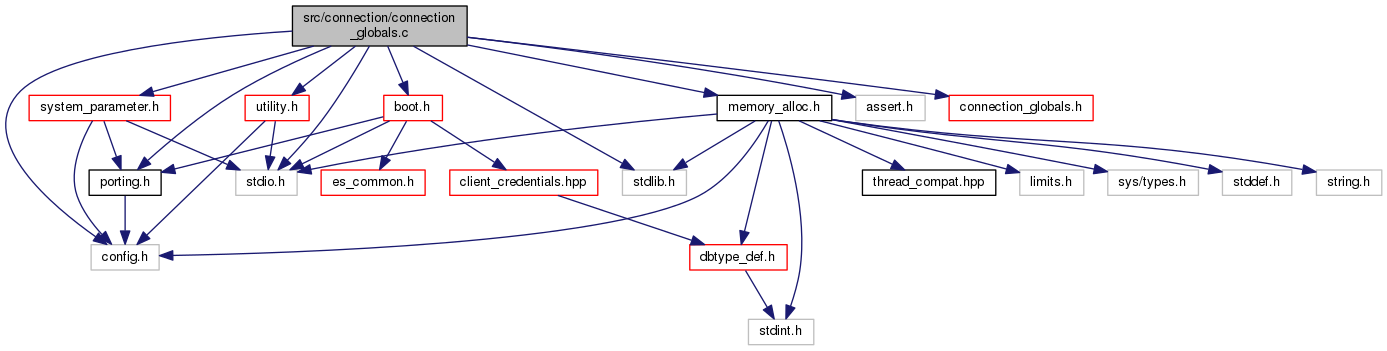 src/connection/connection
_globals.c
system_parameter.h
utility.h
boot.h
memory_alloc.h
assert.h
connection_globals.h
porting.h
stdio.h
es_common.h
client_credentials.hpp
stdlib.h
thread_compat.hpp
limits.h
sys/types.h
stddef.h
string.h
config.h
dbtype_def.h
stdint.h